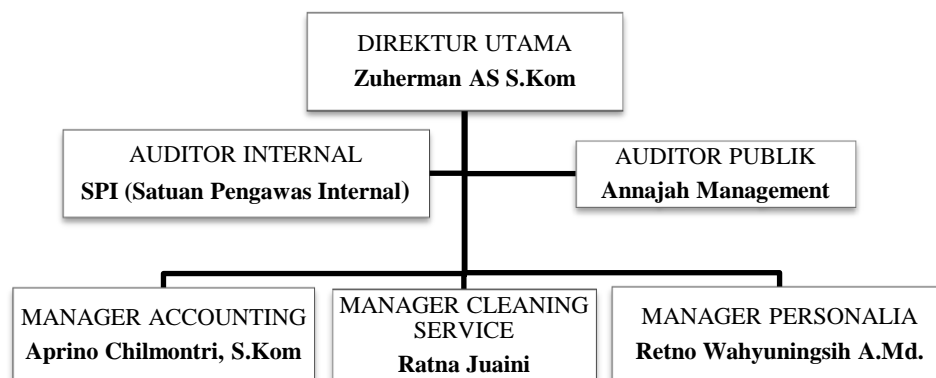 DIREKTUR UTAMA
Zuherman AS S.Kom
AUDITOR INTERNAL
SPI (Satuan Pengawas Internal)
AUDITOR PUBLIK
Annajah Management
MANAGER ACCOUNTING
Aprino Chilmontri, S.Kom
MANAGER CLEANING
SERVICE
Ratna Juaini
MANAGER PERSONALIA
Retno Wahyuningsih A.Md.